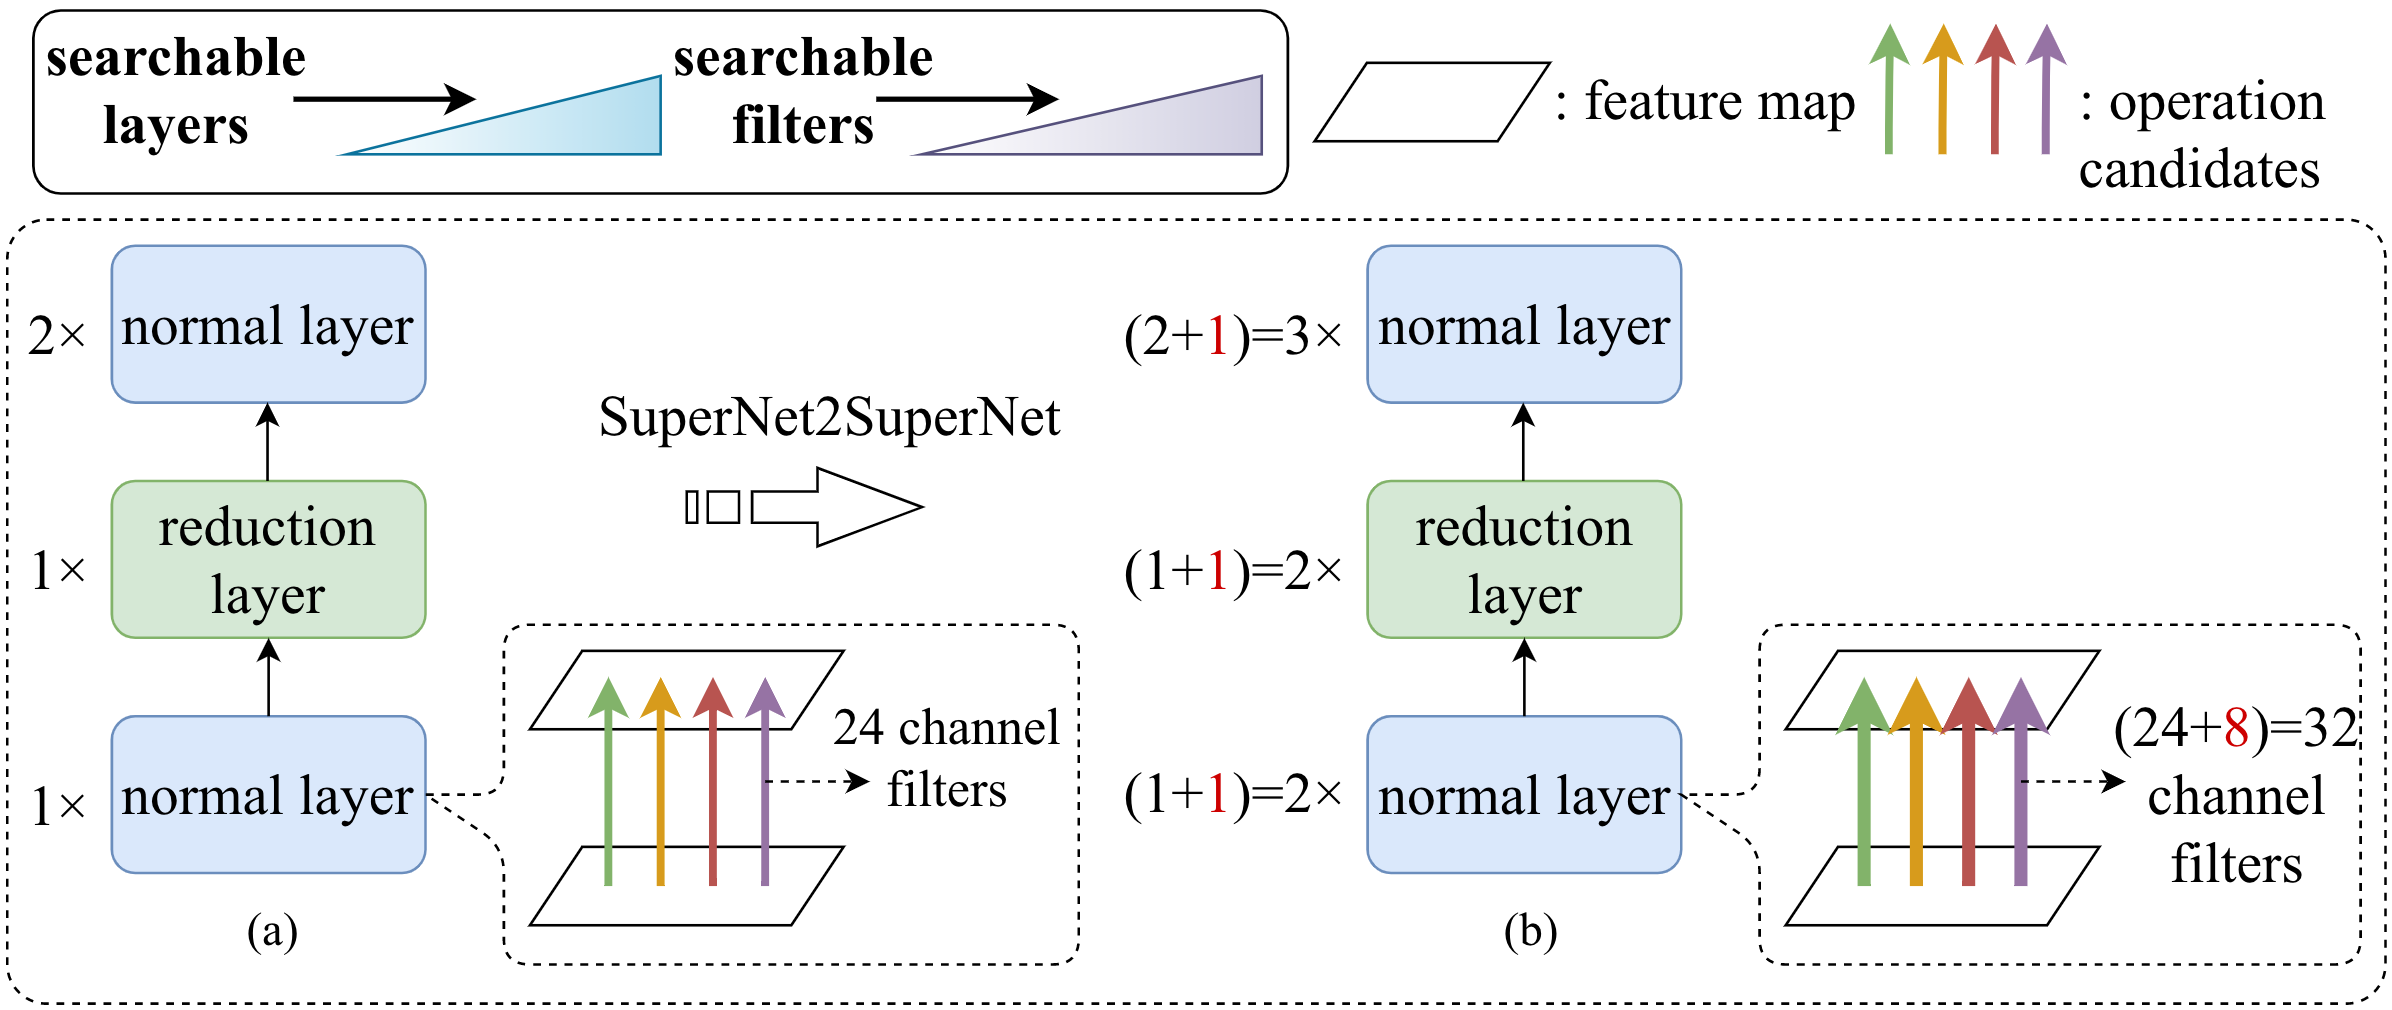 searchable
layers
searchable
filters
: feature map
: operation
candidates
2×
normal layer
1×
reduction
layer
1×
normal layer
24 channel
filters
(a)
SuperNet2SuperNet
(2+1)=3×
normal layer
(1+1)=2×
reduction
layer
(1+1)=2×
normal layer
(24+8)=32
channel
filters
(b)